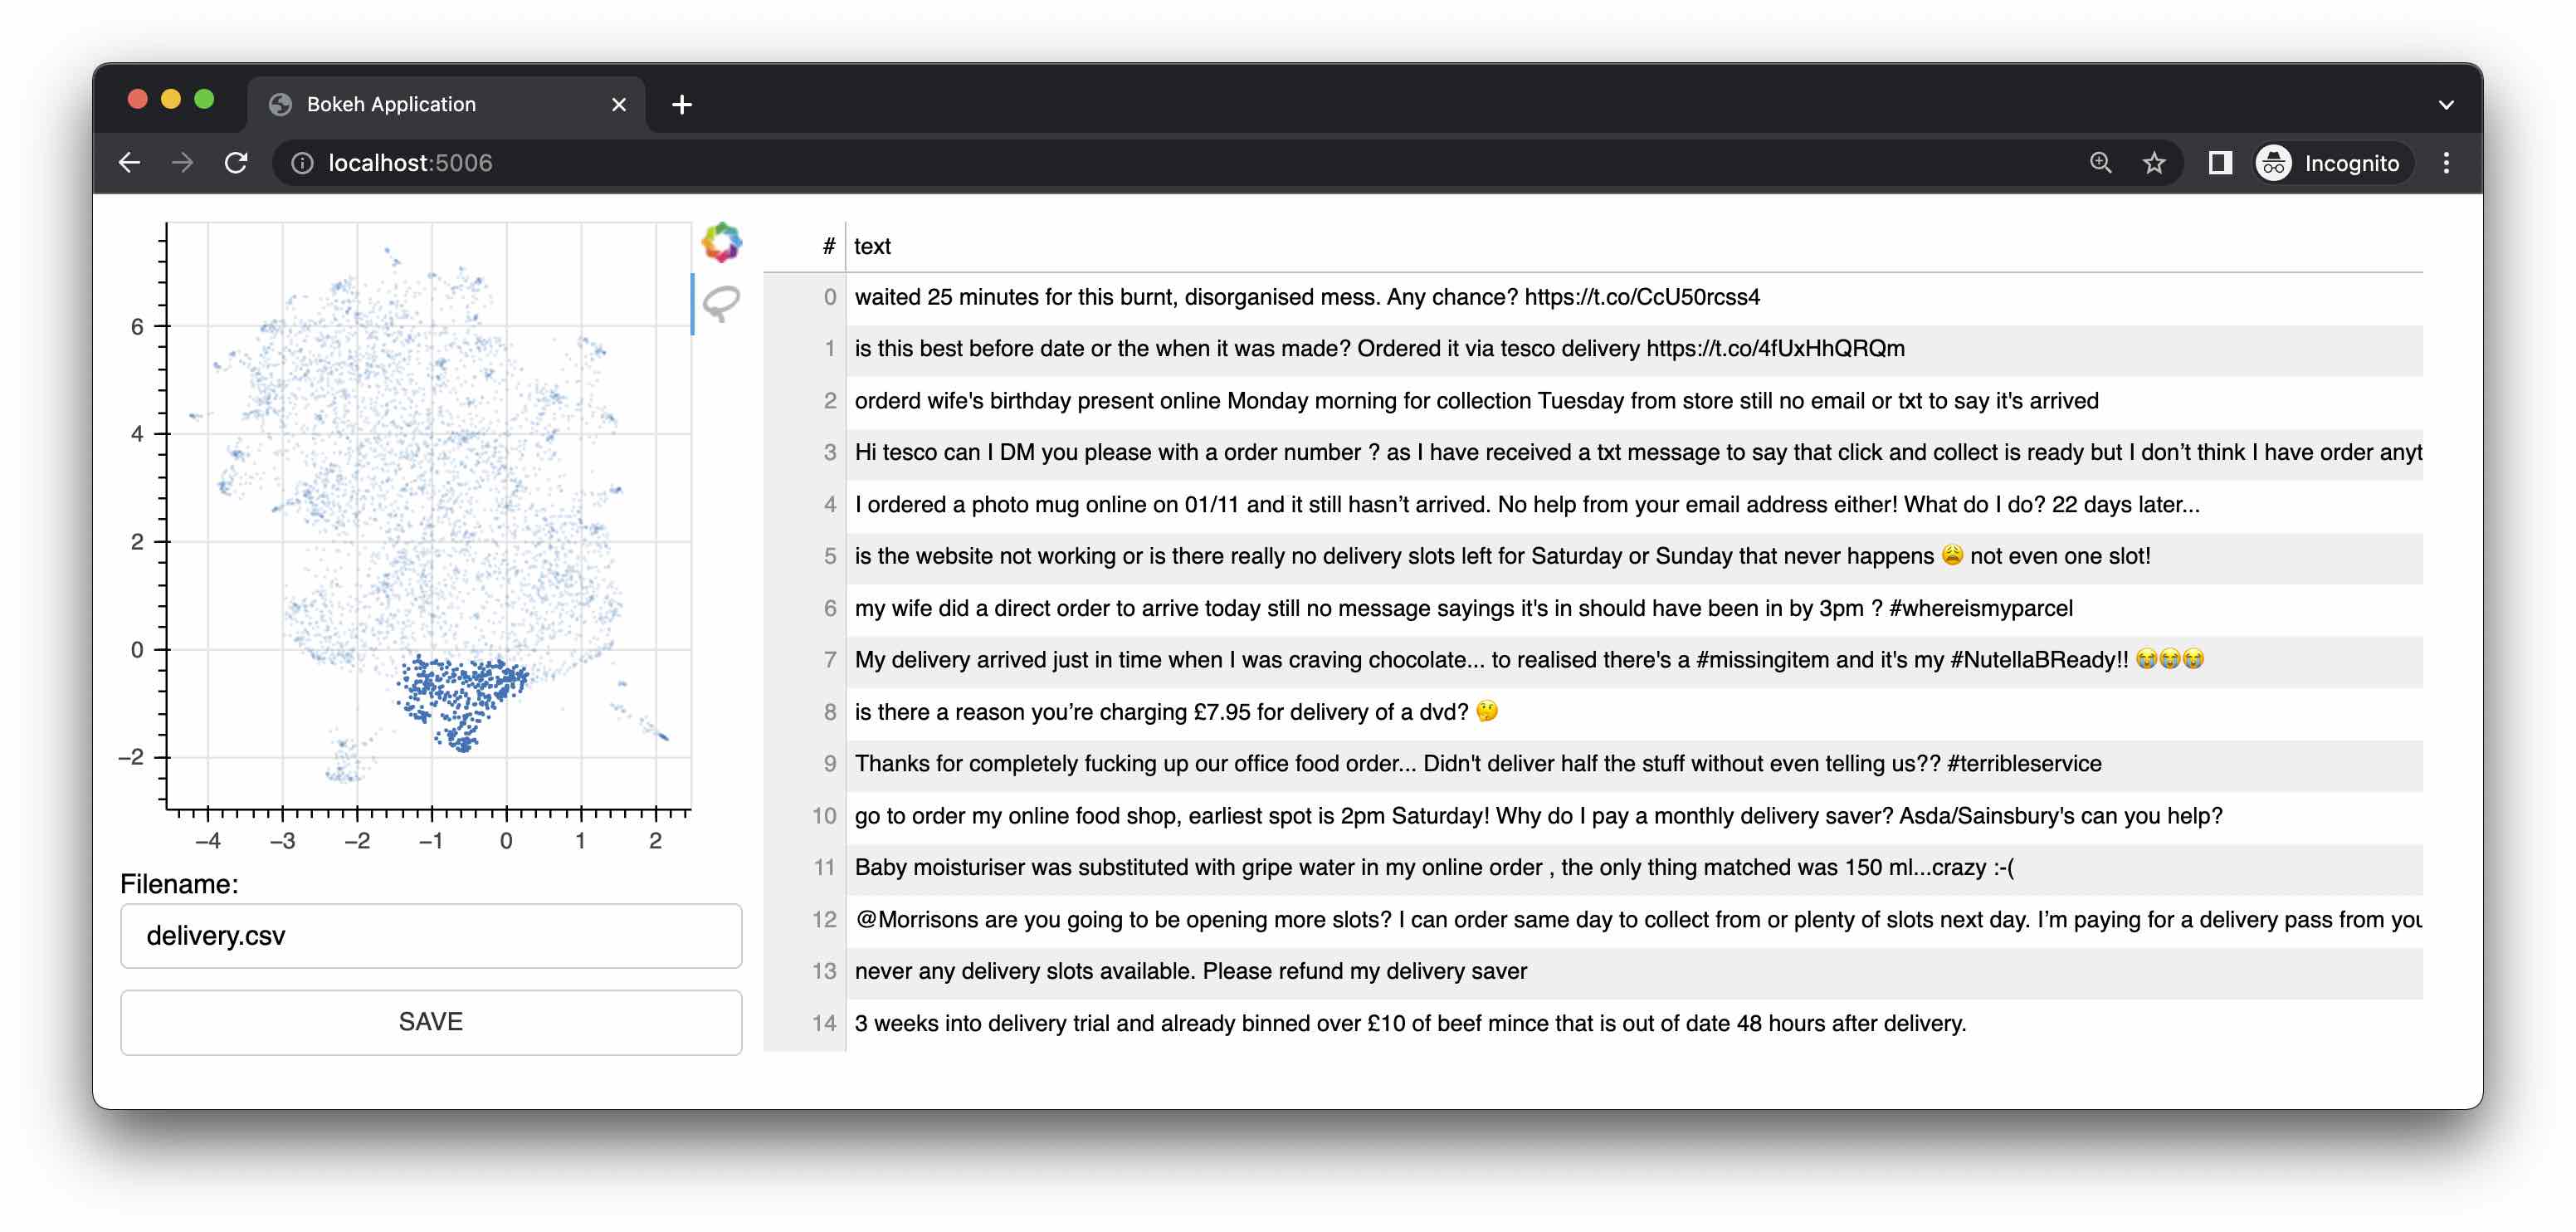 Bokeh Application
localhost:5006
Incognito
6
4
2
0
−2
−4 −3 −2 −1 0 1 2
Filename:
delivery.csv
SAVE
# text
0 waited 25 minutes for this burnt, disorganised mess. Any chance? https://t.co/CcU50rcss4
1 is this best before date or the when it was made? Ordered it via tesco delivery https://t.co/4fUxHhQRQm
2 orderd wife's birthday present online Monday morning for collection Tuesday from store still no email or txt to say it's arrived
3 Hi tesco can I DM you please with a order number ? as I have received a txt message to say that click and collect is ready but I don’t think I have order anyt
4 I ordered a photo mug online on 01/11 and it still hasn’t arrived. No help from your email address either! What do I do? 22 days later...
5 is the website not working or is there really no delivery slots left for Saturday or Sunday that never happens 😩 not even one slot!
6 my wife did a direct order to arrive today still no message sayings it's in should have been in by 3pm ? #whereismyparcel
7 My delivery arrived just in time when I was craving chocolate... to realised there's a #missingitem and it's my #NutellaBReady!! 😭😭😭
8 is there a reason you’re charging £7.95 for delivery of a dvd? 🤔
9 Thanks for completely fucking up our office food order... Didn't deliver half the stuff without even telling us?? #terribleservice
10 go to order my online food shop, earliest spot is 2pm Saturday! Why do I pay a monthly delivery saver? Asda/Sainsbury's can you help?
11 Baby moisturiser was substituted with gripe water in my online order , the only thing matched was 150 ml...crazy :-(
12 @Morrisons are you going to be opening more slots? I can order same day to collect from or plenty of slots next day. I’m paying for a delivery pass from you
13 never any delivery slots available. Please refund my delivery saver
14 3 weeks into delivery trial and already binned over £10 of beef mince that is out of date 48 hours after delivery.